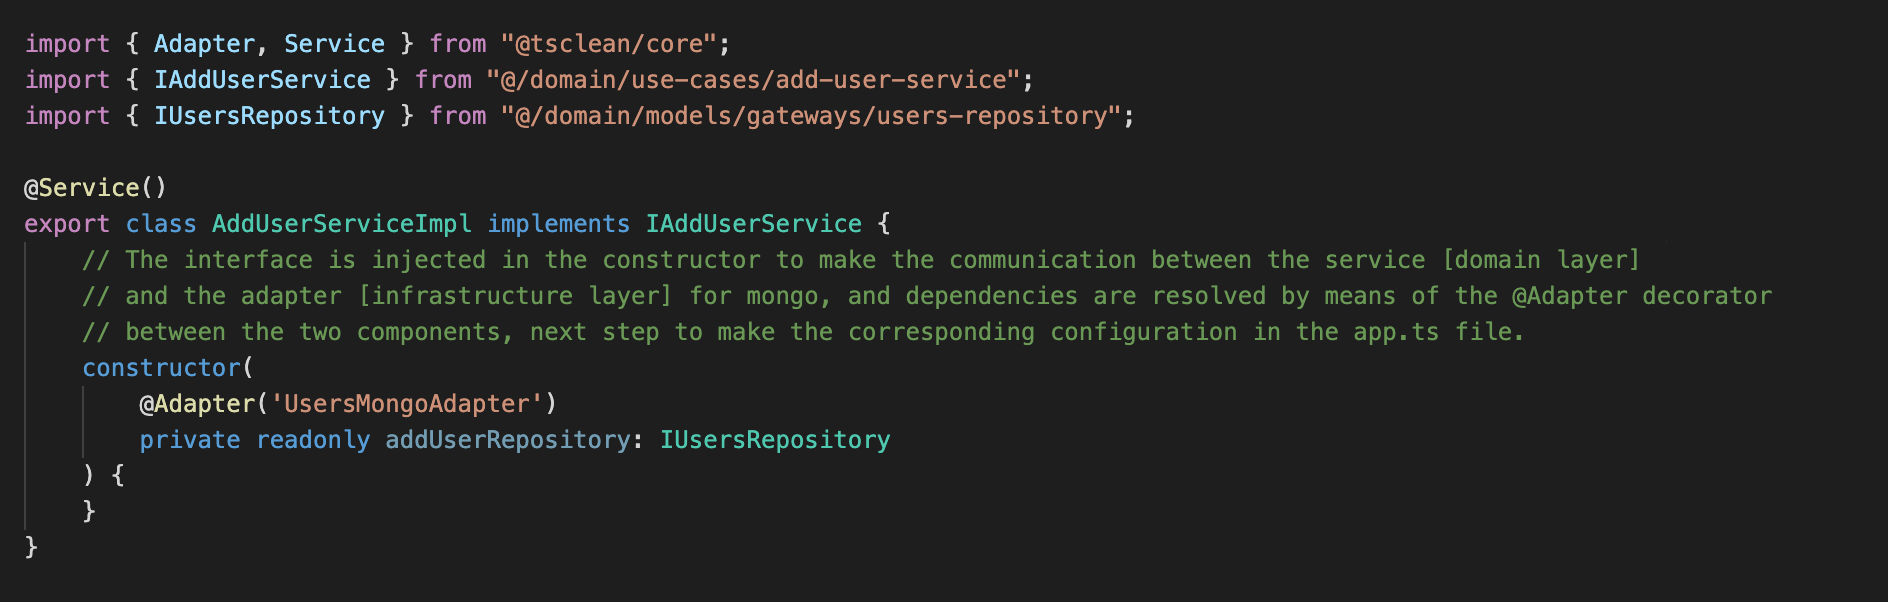 import { Adapter, Service } from "@tsclean/core";
import { IAddUserService } from "@/domain/use-cases/add-user-service";
import { IUsersRepository } from "@/domain/models/gateways/users-repository";
@Service()
export class AddUserServiceImpl implements IAddUserService {
// The interface is injected in the constructor to make the communication between the service [domain layer]
// and the adapter [infrastructure layer] for mongo, and dependencies are resolved by means of the @Adapter decorator
// between the two components, next step to make the corresponding configuration in the app.ts file.
constructor(
@Adapter('UsersMongoAdapter')
private readonly addUserRepository: IUsersRepository
) {
}
}